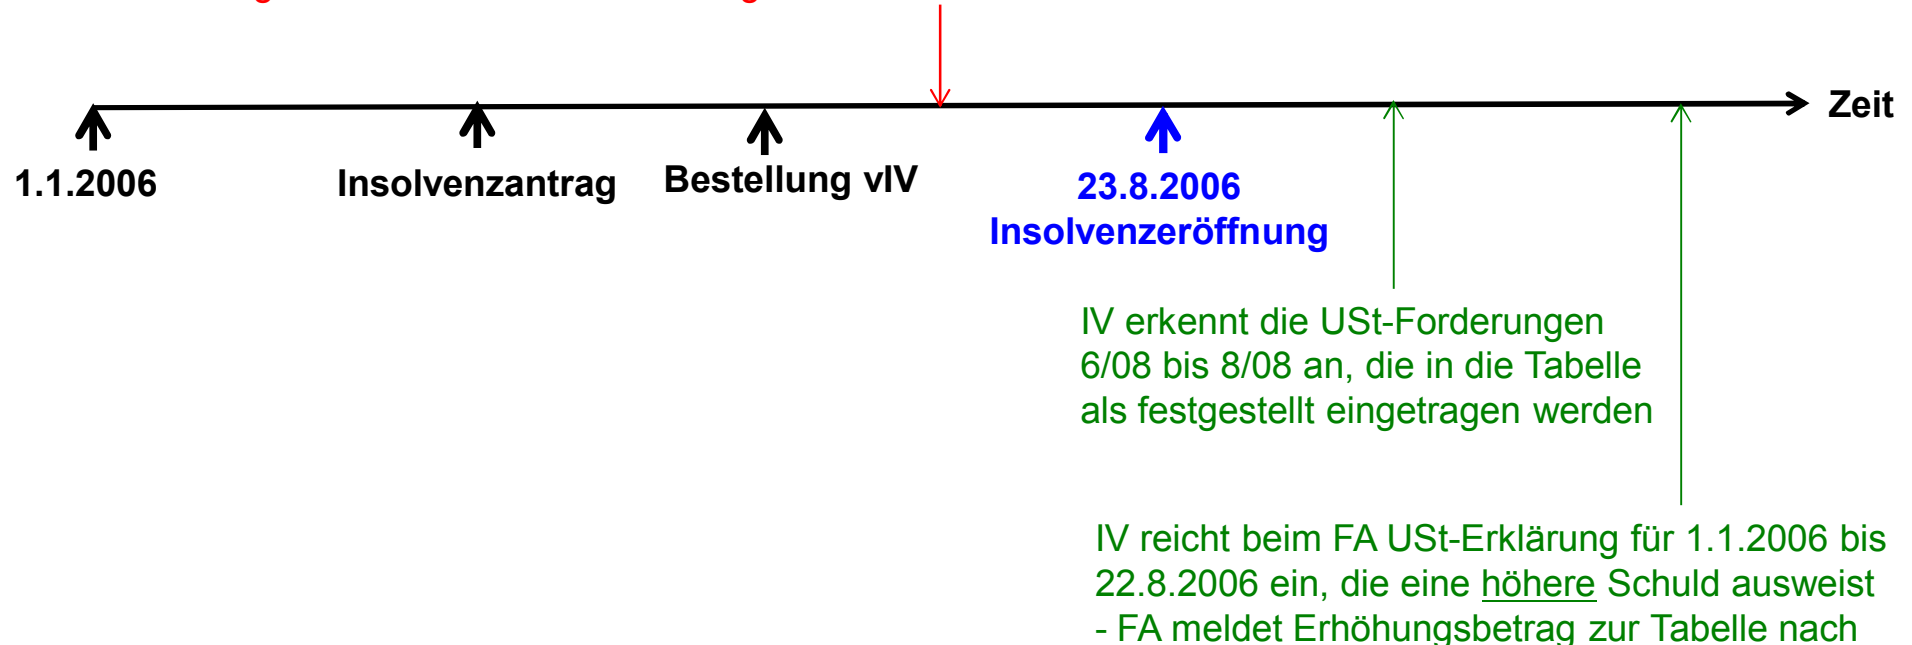 Zeit
1.1.2006
Insolvenzantrag
Bestellung vIV
23.8.2006
Insolvenzeröffnung
IV erkennt die USt-Forderungen
6/08 bis 8/08 an, die in die Tabelle
als festgestellt eingetragen werden
IV reicht beim FA USt-Erklärung für 1.1.2006 bis
22.8.2006 ein, die eine höhere Schuld ausweist
- FA meldet Erhöhungsbetrag zur Tabelle nach